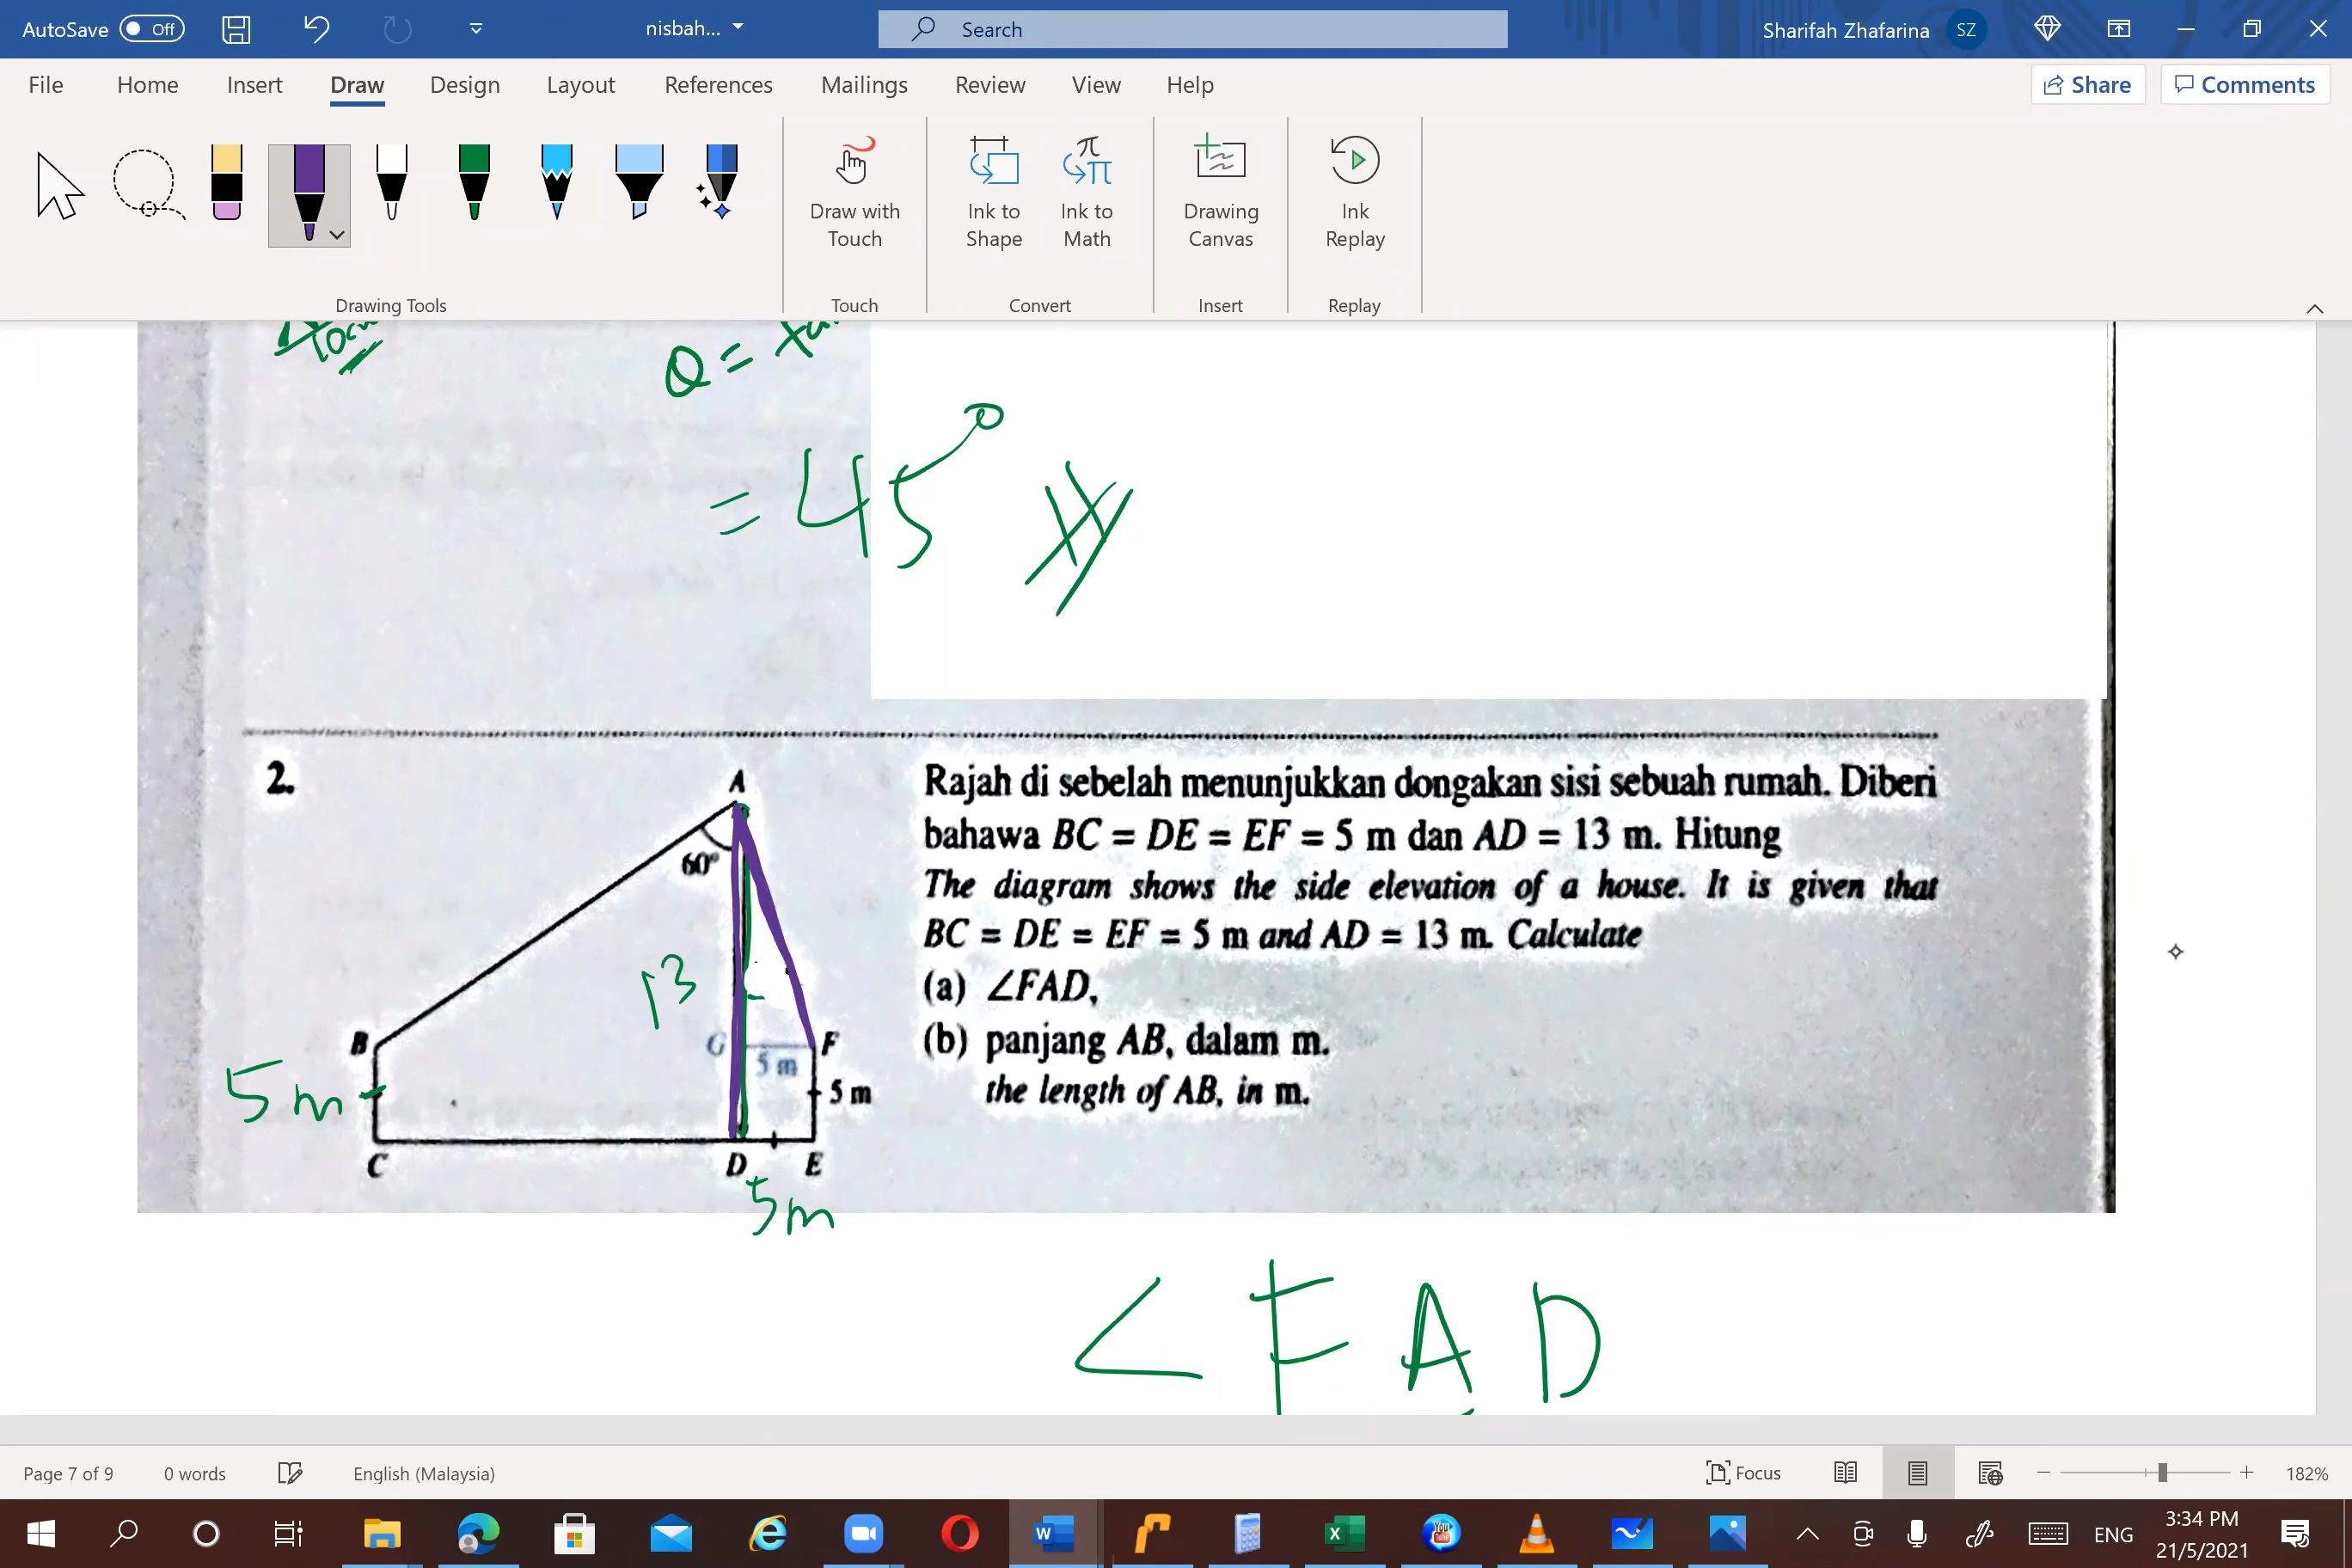 AutoSave Off nisbah... Search Sharifah Zhafarina SZ
File Home Insert Draw Design Layout References Mailings Review View Help Share Comments
Draw with Touch
Ink to Shape
Ink to Math
Drawing Canvas
Ink Replay
Drawing Tools Touch Convert Insert Replay
θ =
= 45°
2.
A
60°
13
B
G
F
5 m
5 m
5 m
C
D
E
5 m
Rajah di sebelah menunjukkan dongakan sisi sebuah rumah. Diberi
bahawa BC = DE = EF = 5 m dan AD = 13 m. Hitung
The diagram shows the side elevation of a house. It is given that
BC = DE = EF = 5 m and AD = 13 m. Calculate
(a) ∠FAD,
(b) panjang AB, dalam m.
the length of AB, in m.
< FAD
Page 7 of 9 0 words English (Malaysia) Focus 182%
ENG 3:34 PM
21/5/2021